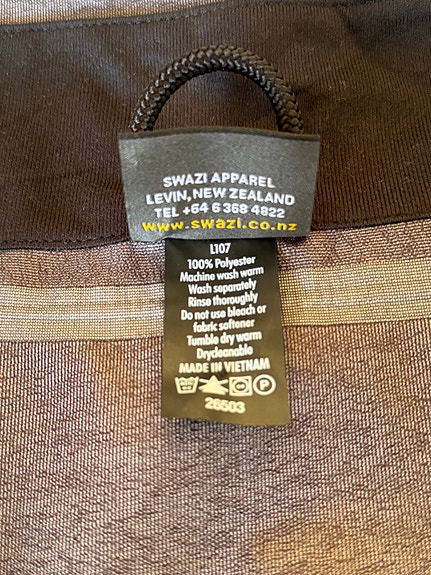 SWAZI APPAREL
LEVIN, NEW ZEALAND
TEL +64 6 368 4822
www.swazi.co.nz
L107
100% Polyester
Machine wash warm
Wash separately
Rinse thoroughly
Do not use bleach or
fabric softener
Tumble dry warm
Drycleanable
MADE IN VIETNAM
P
26503